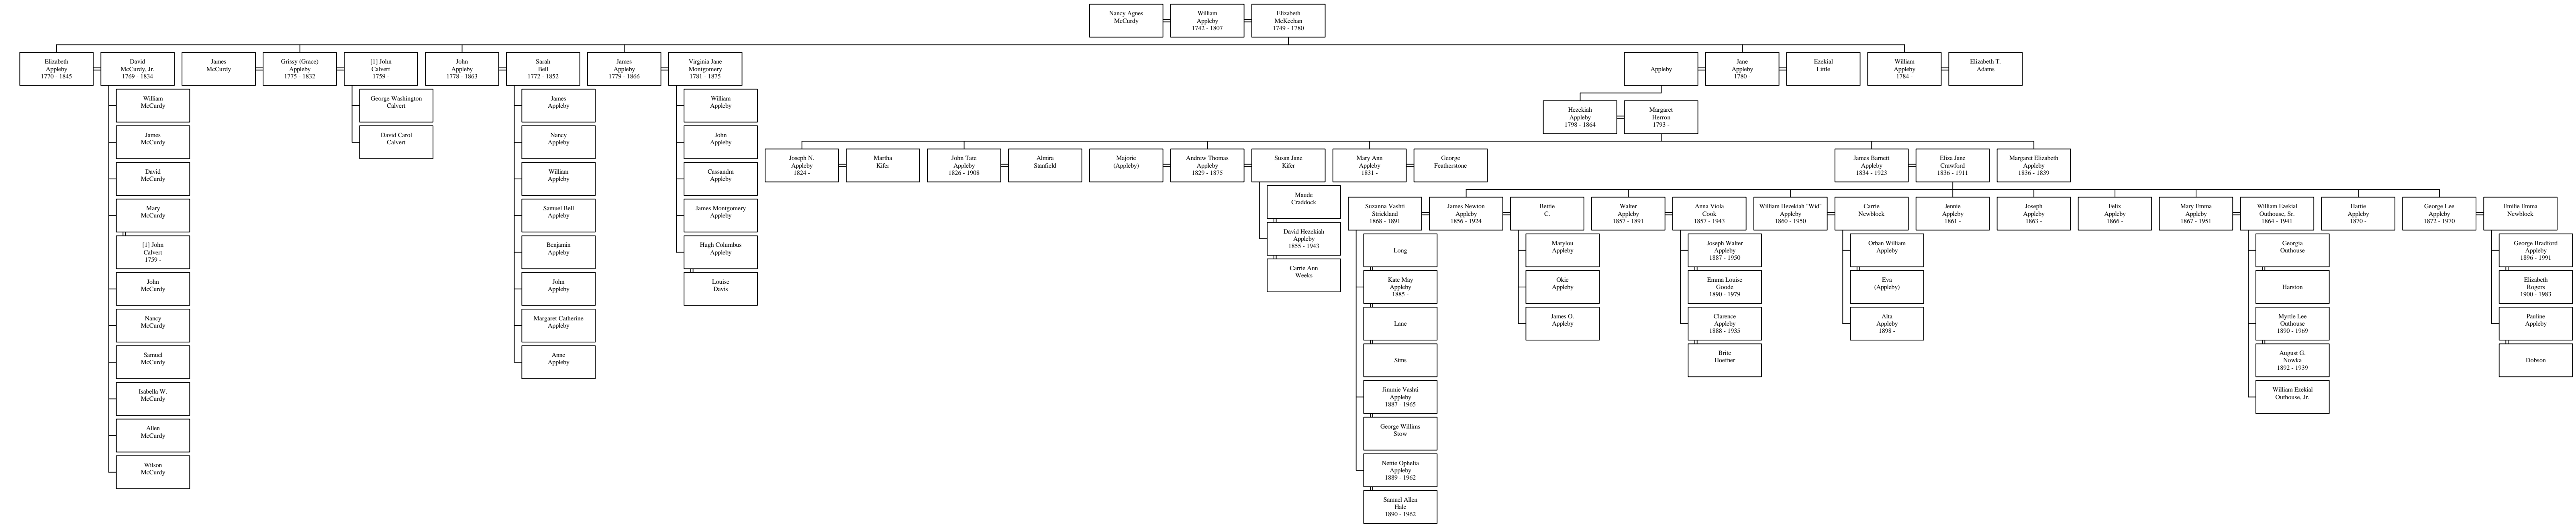 Nancy Agnes
McCurdy
William
Appleby
1742 - 1807
Elizabeth
McKeehan
1749 - 1780
Elizabeth
Appleby
1770 - 1845
David
McCurdy, Jr.
1769 - 1834
James
McCurdy
Grissy (Grace)
Appleby
1775 - 1832
[1] John
Calvert
1759 -
John
Appleby
1778 - 1863
Sarah
Bell
1772 - 1852
James
Appleby
1779 - 1866
Virginia Jane
Montgomery
1781 - 1875
Appleby
Jane
Appleby
1780 -
Ezekial
Little
William
Appleby
1784 -
Elizabeth T.
Adams
William
McCurdy
James
McCurdy
David
McCurdy
Mary
McCurdy
[1] John
Calvert
1759 -
John
McCurdy
Nancy
McCurdy
Samuel
McCurdy
Isabella W.
McCurdy
Allen
McCurdy
Wilson
McCurdy
George Washington
Calvert
David Carol
Calvert
James
Appleby
Nancy
Appleby
William
Appleby
Samuel Bell
Appleby
Benjamin
Appleby
John
Appleby
Margaret Catherine
Appleby
Anne
Appleby
William
Appleby
John
Appleby
Cassandra
Appleby
James Montgomery
Appleby
Hugh Columbus
Appleby
Louise
Davis
Hezekiah
Appleby
1798 - 1864
Margaret
Herron
1793 -
Joseph N.
Appleby
1824 -
Martha
Kifer
John Tate
Appleby
1826 - 1908
Almira
Stanfield
Majorie
(Appleby)
Andrew Thomas
Appleby
1829 - 1875
Susan Jane
Kifer
Mary Ann
Appleby
1831 -
George
Featherstone
James Barnett
Appleby
1834 - 1923
Eliza Jane
Crawford
1836 - 1911
Margaret Elizabeth
Appleby
1836 - 1839
Maude
Craddock
David Hezekiah
Appleby
1855 - 1943
Carrie Ann
Weeks
Suzanna Vashti
Strickland
1868 - 1891
James Newton
Appleby
1856 - 1924
Bettie
C.
Walter
Appleby
1857 - 1891
Anna Viola
Cook
1857 - 1943
William Hezekiah "Wid"
Appleby
1860 - 1950
Carrie
Newblock
Jennie
Appleby
1861 -
Joseph
Appleby
1863 -
Felix
Appleby
1866 -
Mary Emma
Appleby
1867 - 1951
William Ezekial
Outhouse, Sr.
1864 - 1941
Hattie
Appleby
1870 -
George Lee
Appleby
1872 - 1970
Emilie Emma
Newblock
Long
Kate May
Appleby
1885 -
Lane
Sims
Jimmie Vashti
Appleby
1887 - 1965
George Willims
Stow
Nettie Ophelia
Appleby
1889 - 1962
Samuel Allen
Hale
1890 - 1962
Marylou
Appleby
Okie
Appleby
James O.
Appleby
Joseph Walter
Appleby
1887 - 1950
Emma Louise
Goode
1890 - 1979
Clarence
Appleby
1888 - 1935
Brite
Hoefner
Orban William
Appleby
Eva
(Appleby)
Alta
Appleby
1898 -
Georgia
Outhouse
Harston
Myrtle Lee
Outhouse
1890 - 1969
August G.
Nowka
1892 - 1939
William Ezekial
Outhouse, Jr.
George Bradford
Appleby
1896 - 1991
Elizabeth
Rogers
1900 - 1983
Pauline
Appleby
Dobson